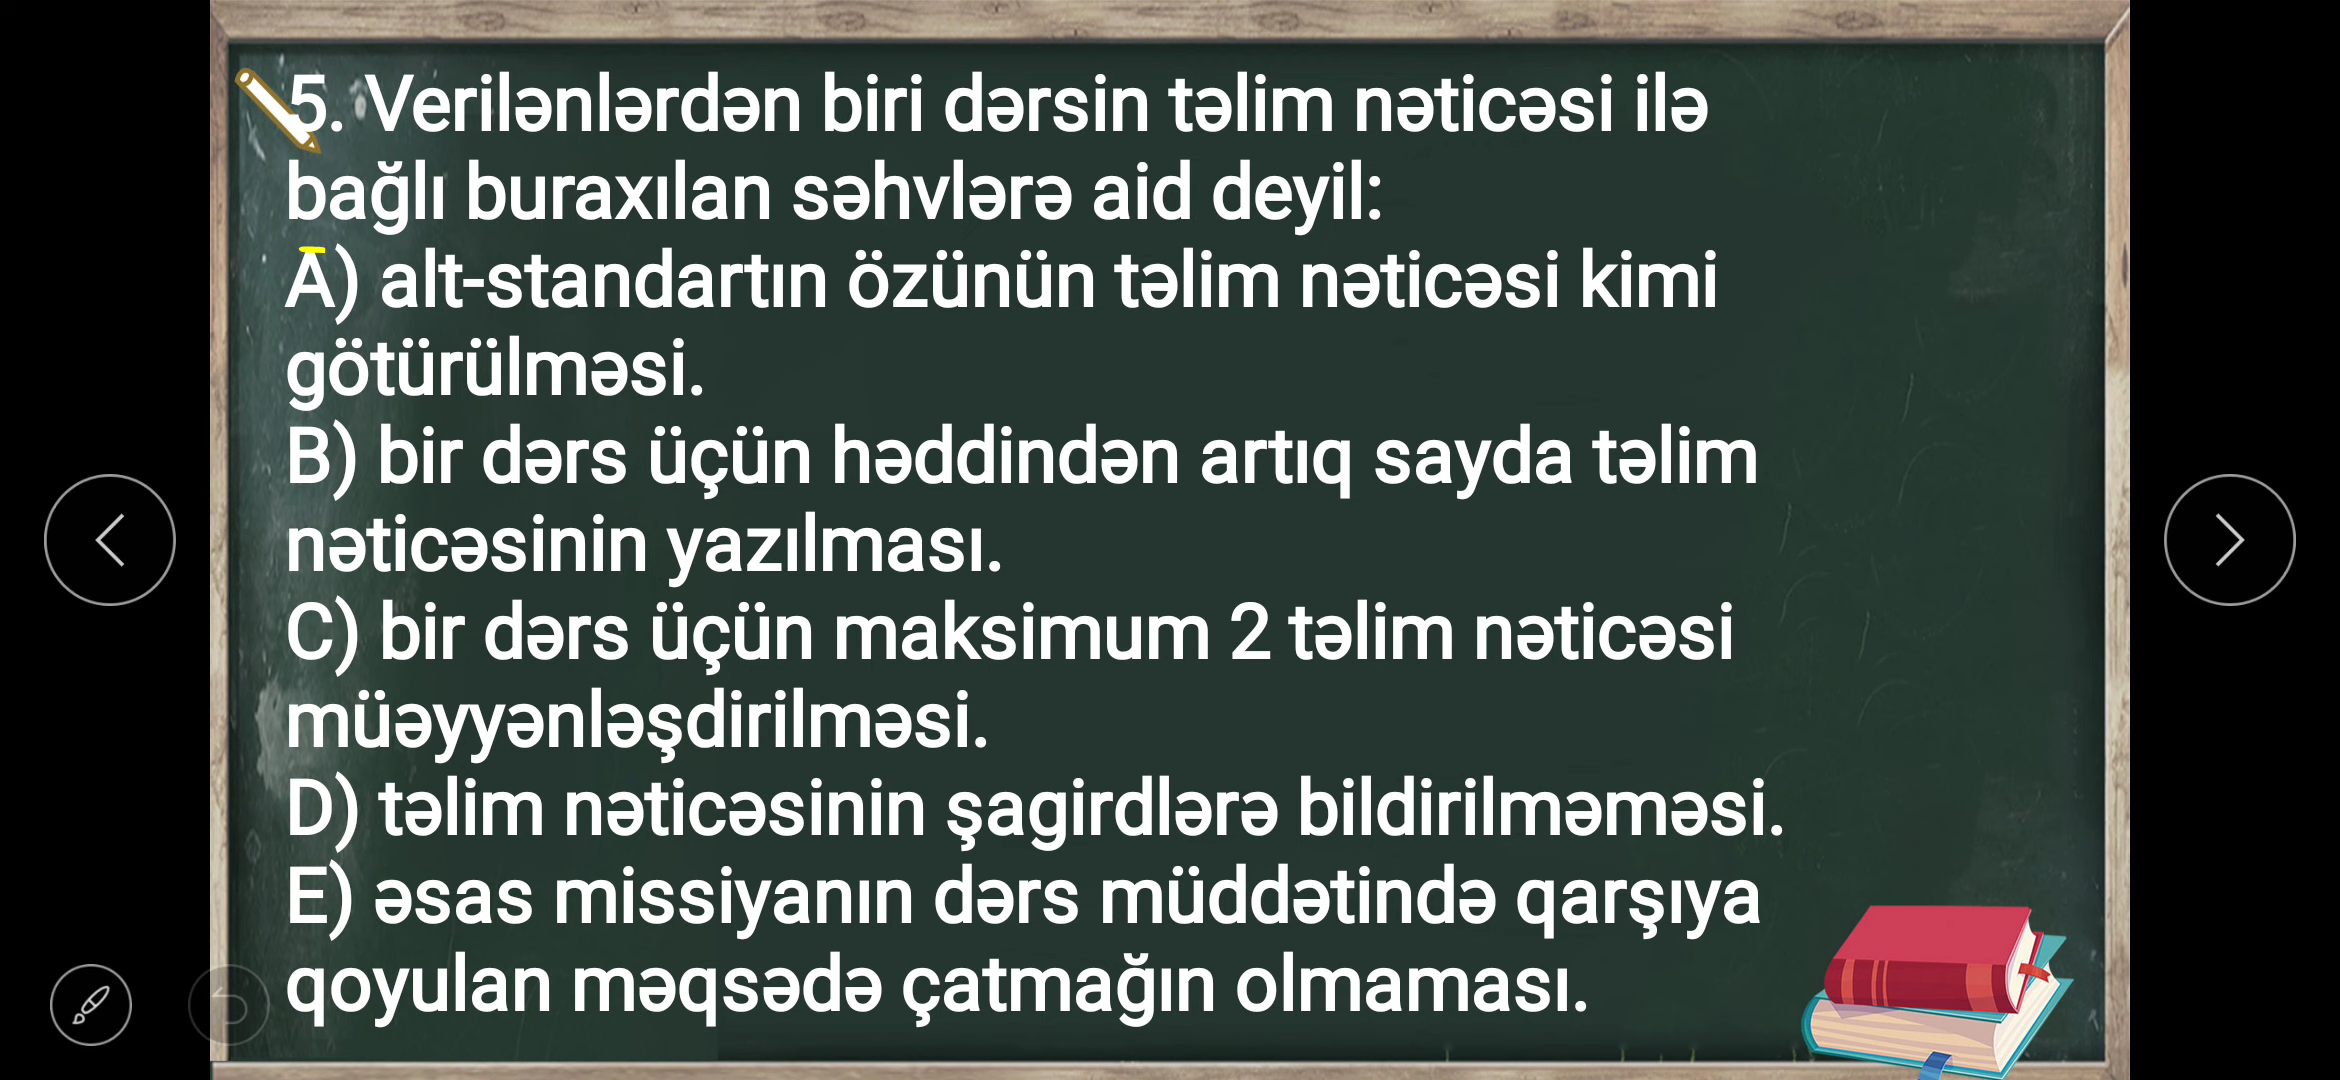 5. Verilənlərdən biri dərsin təlim nəticəsi ilə
bağlı buraxılan səhvlərə aid deyil:
A) alt-standartın özünün təlim nəticəsi kimi
götürülməsi.
B) bir dərs üçün həddindən artıq sayda təlim
nəticəsinin yazılması.
C) bir dərs üçün maksimum 2 təlim nəticəsi
müəyyənləşdirilməsi.
D) təlim nəticəsinin şagirdlərə bildirilməməsi.
E) əsas missiyanın dərs müddətində qarşıya
qoyulan məqsədə çatmağın olmaması.